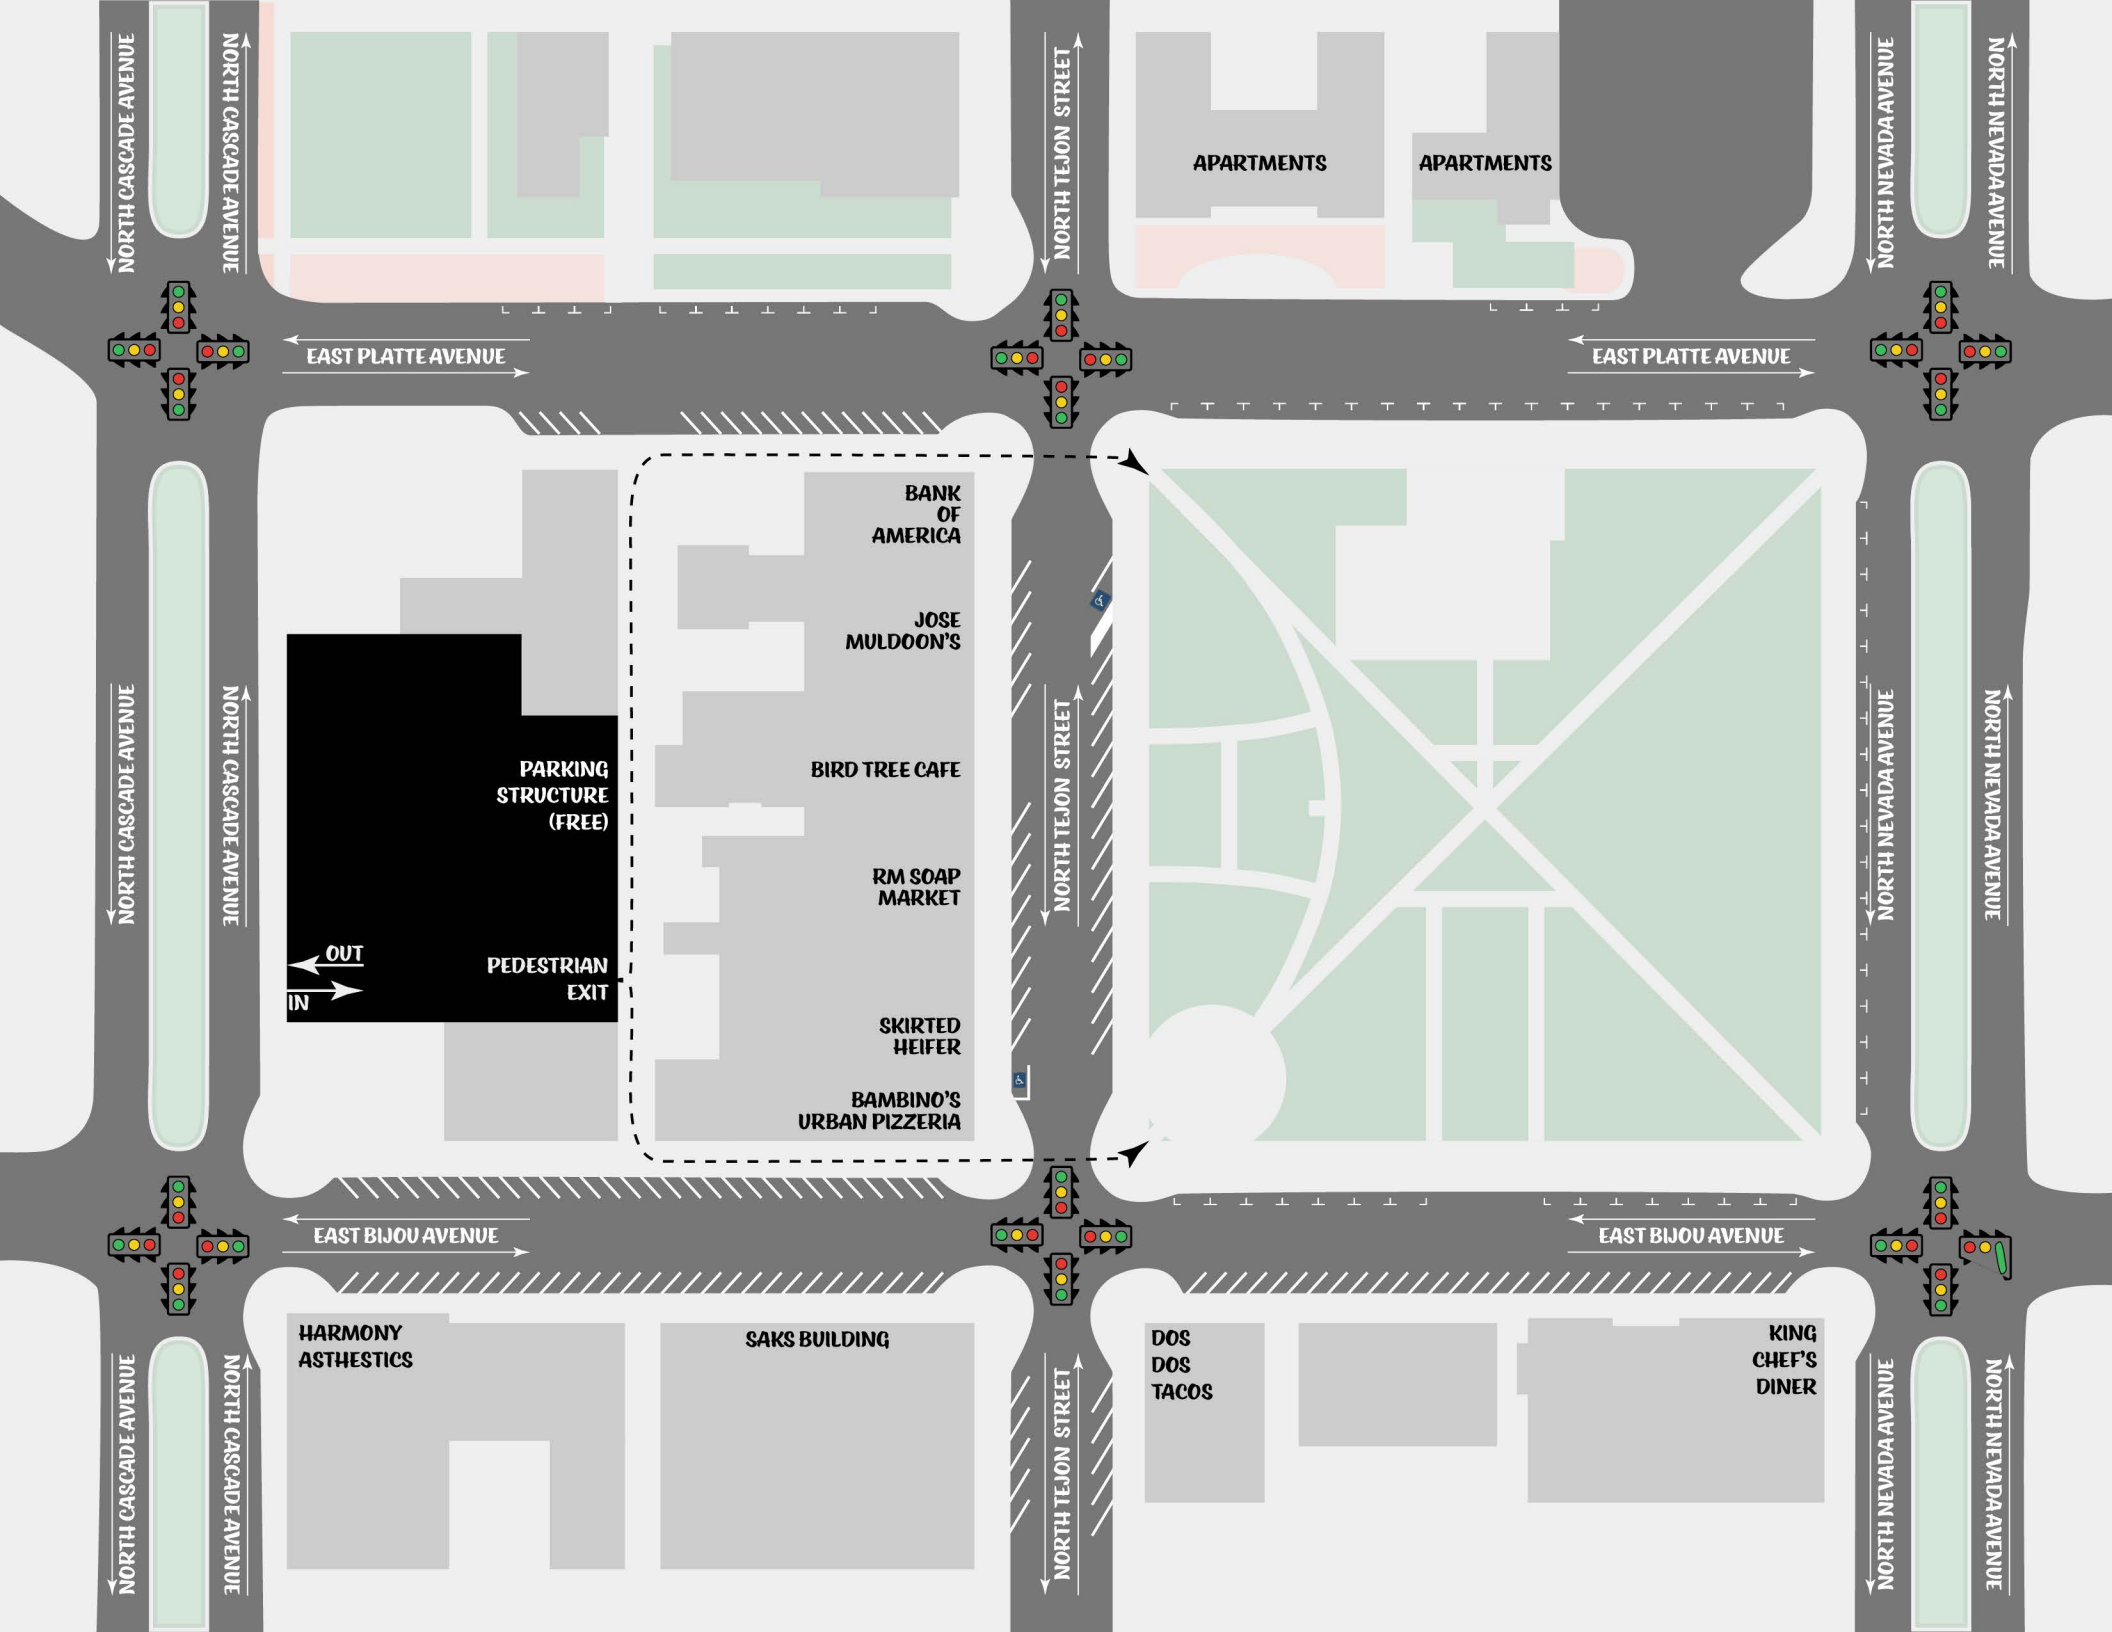 NORTH CASCADE AVENUE
NORTH CASCADE AVENUE
NORTH TEJON STREET
APARTMENTS
APARTMENTS
NORTH NEVADA AVENUE
NORTH NEVADA AVENUE
EAST PLATTE AVENUE
EAST PLATTE AVENUE
BANK
OF
AMERICA
JOSE
MULDOON'S
NORTH CASCADE AVENUE
NORTH CASCADE AVENUE
PARKING
STRUCTURE
(FREE)
BIRD TREE CAFE
NORTH TEJON STREET
NORTH NEVADA AVENUE
NORTH NEVADA AVENUE
RM SOAP
MARKET
OUT
IN
PEDESTRIAN
EXIT
SKIRTED
HEIFER
BAMBINO'S
URBAN PIZZERIA
EAST BIJOU AVENUE
EAST BIJOU AVENUE
HARMONY
ASTHESTICS
SAKS BUILDING
DOS
DOS
TACOS
KING
CHEF'S
DINER
NORTH CASCADE AVENUE
NORTH CASCADE AVENUE
NORTH TEJON STREET
NORTH NEVADA AVENUE
NORTH NEVADA AVENUE